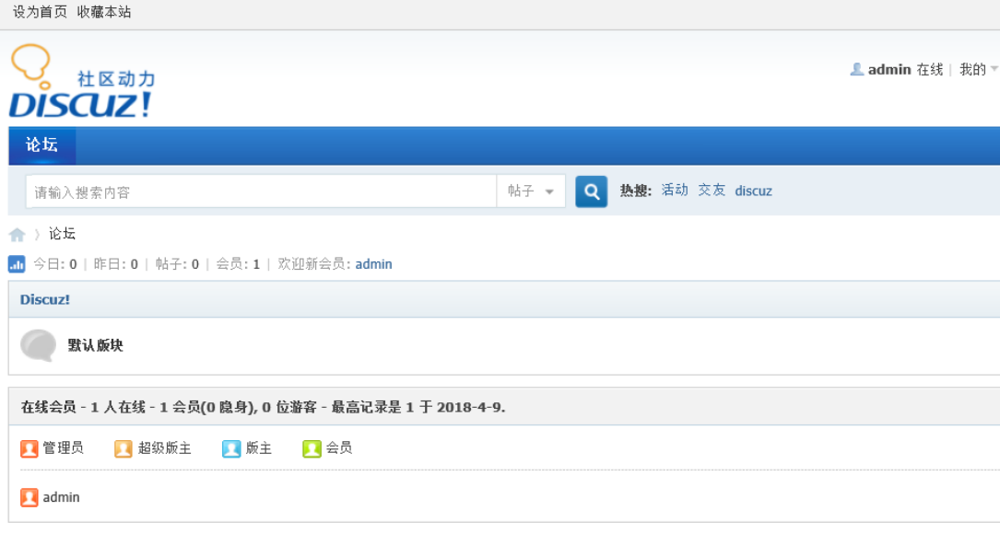 设为首页 收藏本站
社区动力
DISCUZ!
admin 在线 | 我的
论坛
请输入搜索内容 帖子 热搜: 活动 交友 discuz
论坛
今日: 0 | 昨日: 0 | 帖子: 0 | 会员: 1 | 欢迎新会员: admin
Discuz!
默认版块
在线会员 - 1 人在线 - 1 会员(0 隐身), 0 位游客 - 最高记录是 1 于 2018-4-9.
管理员 超级版主 版主 会员
admin